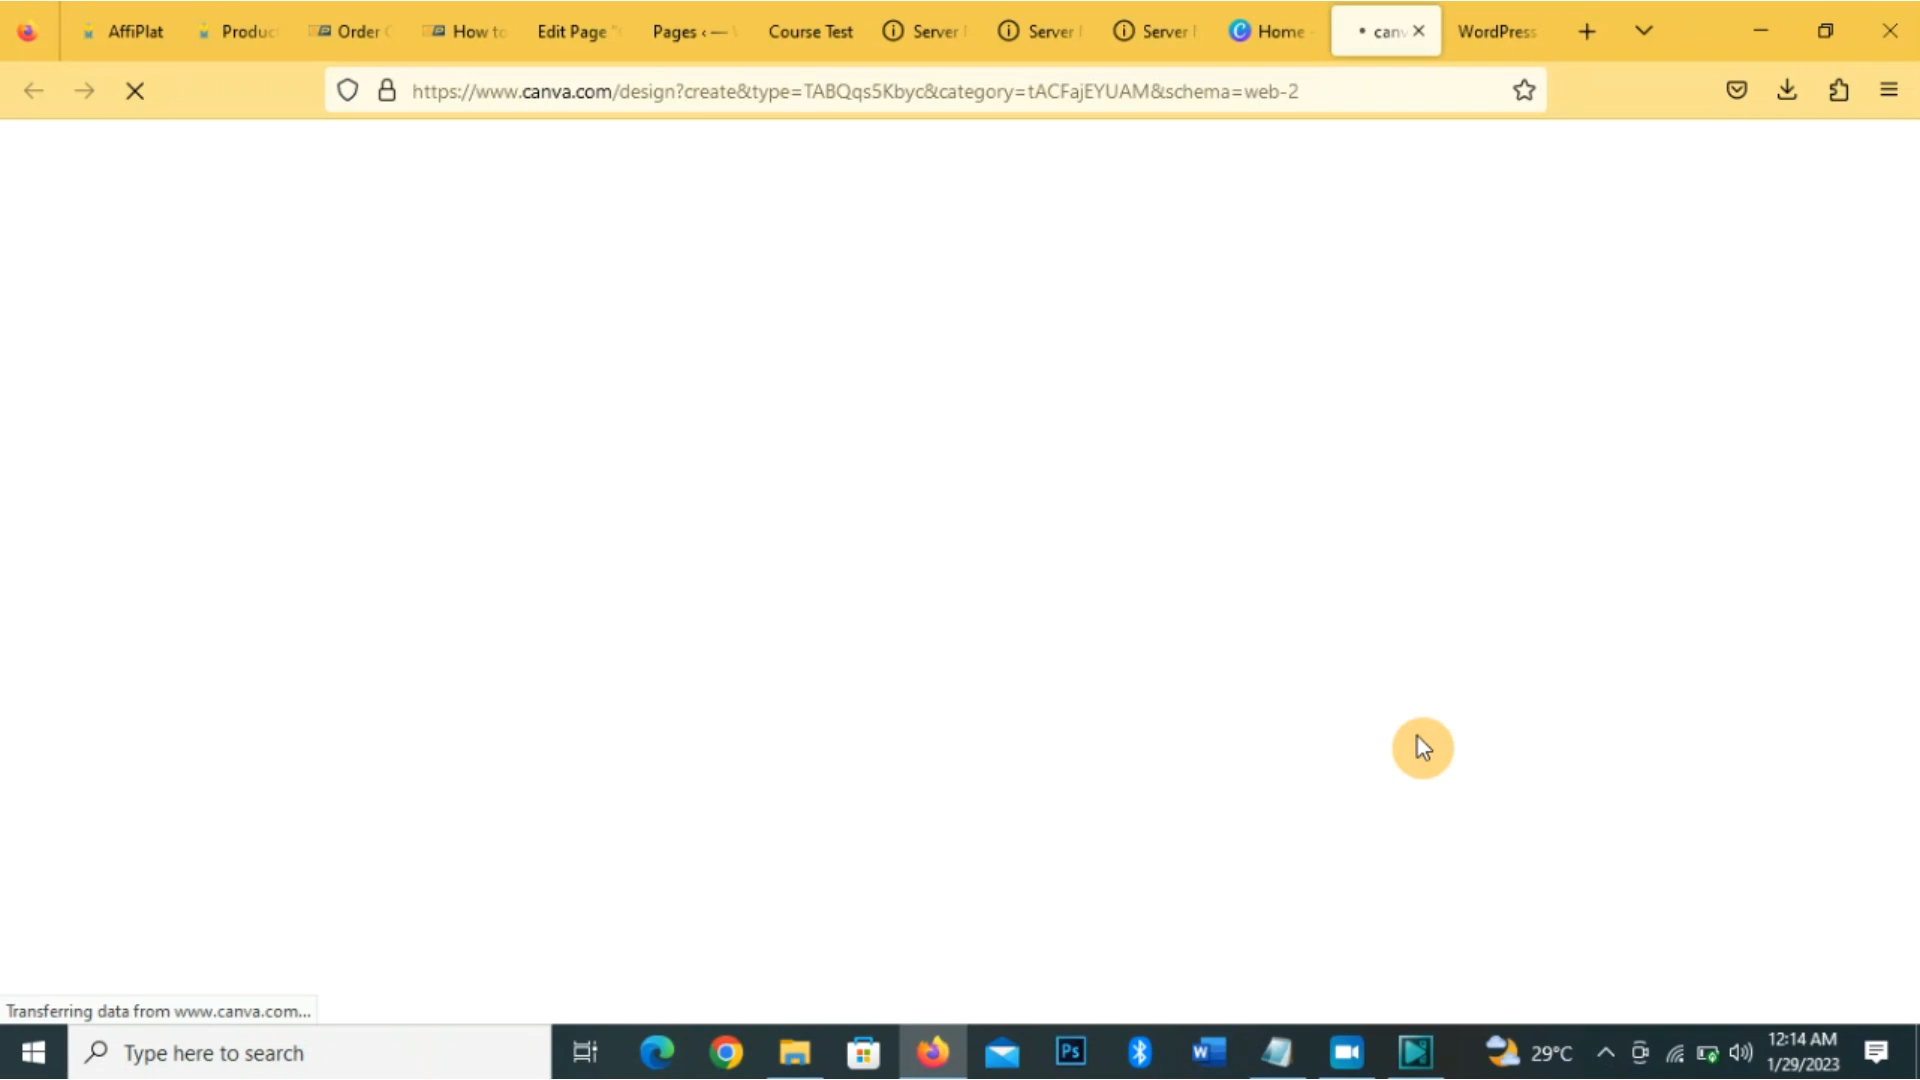 AffiPlat Produc Order How to Edit Page Pages ‹ — Course Test Server Server Server Home canv WordPress
https://www.canva.com/design?create&type=TABQqs5Kbyc&category=tACFajEYUAM&schema=web-2
Transferring data from www.canva.com...
Type here to search
Ps
W
29°C
12:14 AM
1/29/2023